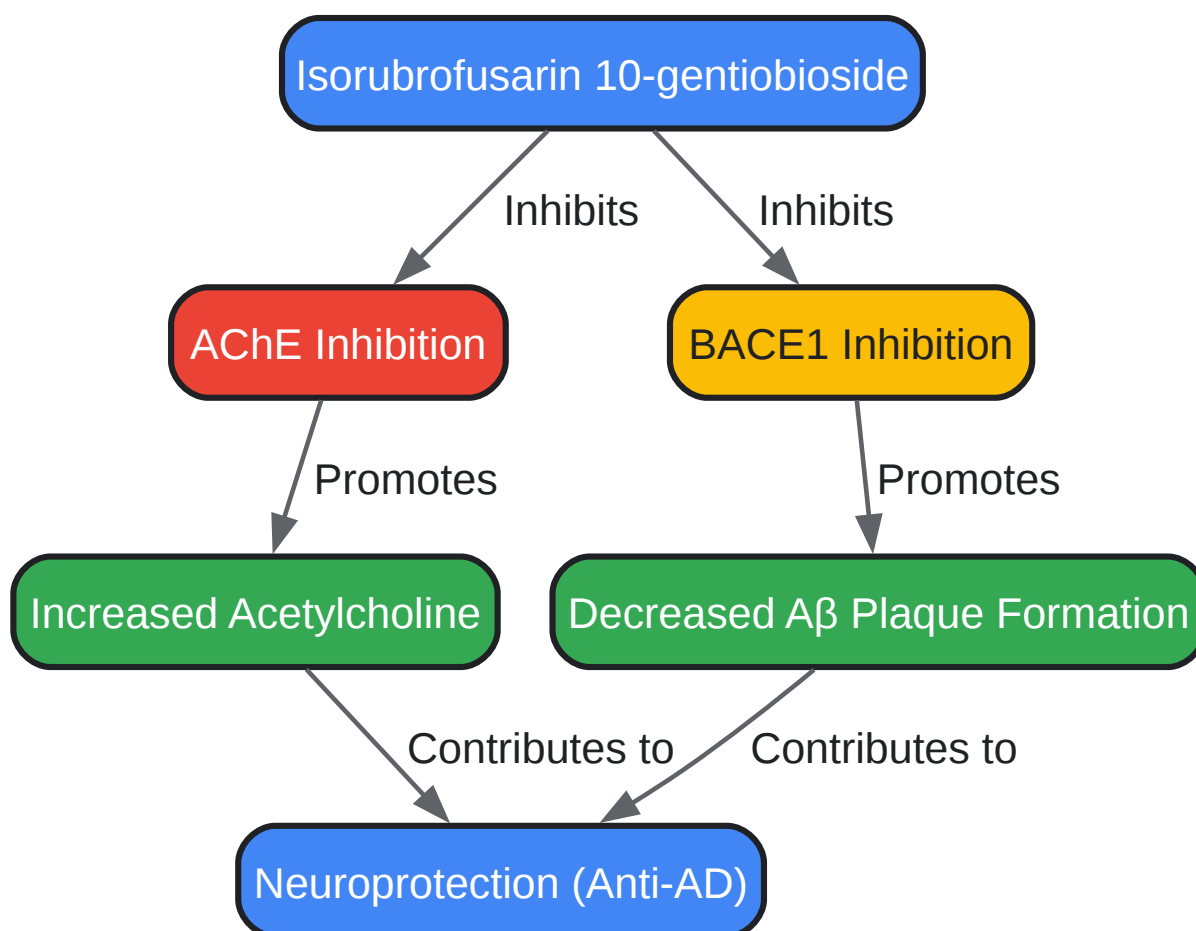 Isorubrofusarin 10-gentiobioside
Inhibits
Inhibits
AChE Inhibition
BACE1 Inhibition
Promotes
Promotes
Increased Acetylcholine
Decreased Aβ Plaque Formation
Contributes to
Contributes to
Neuroprotection (Anti-AD)